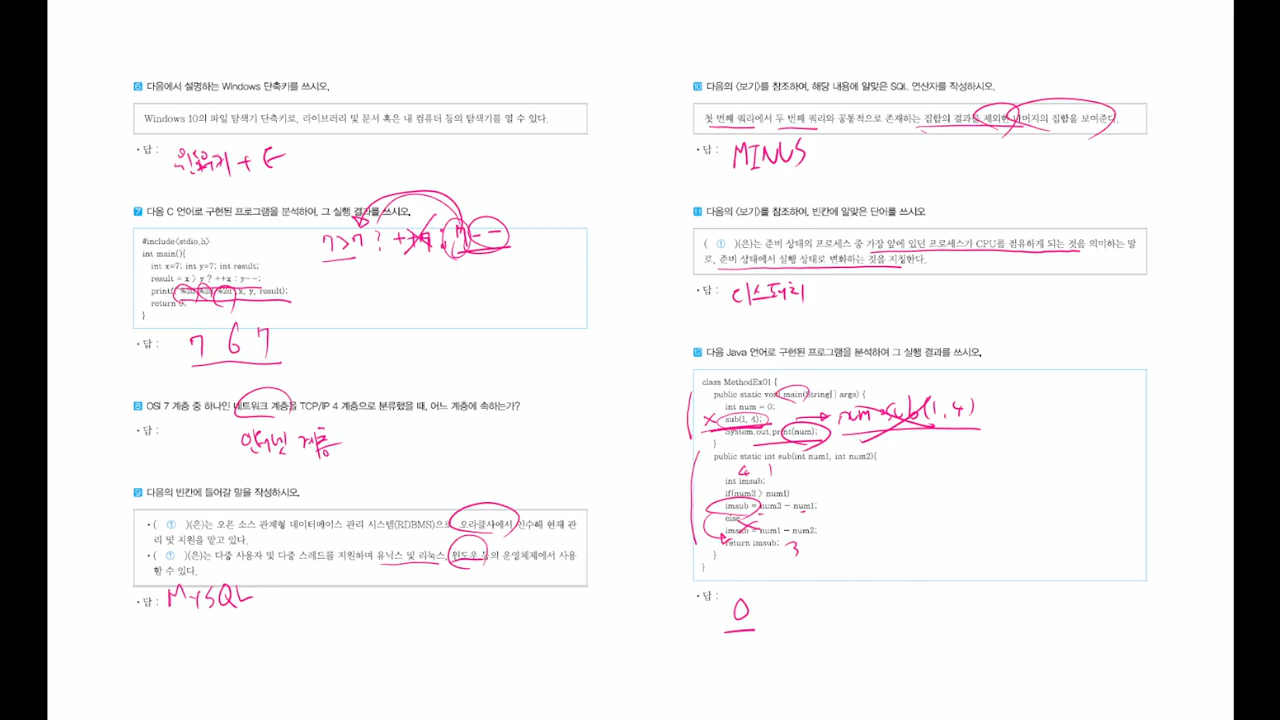 6 다음에서 설명하는 Windows 단축키를 쓰시오.
Windows 10의 파일 탐색기 단축키로, 라이브러리 및 문서 혹은 내 컴퓨터 등의 탐색기를 열 수 있다.
• 답 : 윈도우키 + E
7 다음 C 언어로 구현된 프로그램을 분석하여, 그 실행 결과를 쓰시오.
7 > 7 ? ++x : 7 --
#include<stdio.h>
int main(){
int x=7; int y=7; int result;
result = x > y ? ++x : y--;
printf( %2d%2d%2d ,x, y, result);
return 0;
}
• 답 : 7 6 7
8 OSI 7 계층 중 하나인 네트워크 계층을 TCP/IP 4 계층으로 분류했을 때, 어느 계층에 속하는가?
• 답 :
인터넷 계층
9 다음의 빈칸에 들어갈 말을 작성하시오.
• ( ① )(은)는 오픈 소스 관계형 데이터베이스 관리 시스템(RDBMS)으로 오라클사에서 인수해 현재 관
리 및 지원을 맡고 있다.
• ( ① )(은)는 다중 사용자 및 다중 스레드를 지원하며 유닉스 및 리눅스, 윈도우 등의 운영체제에서 사용
할 수 있다.
• 답 : MYSQL
10 다음의 <보기>를 참조하여, 해당 내용에 알맞은 SQL 연산자를 작성하시오.
첫 번째 쿼리에서 두 번째 쿼리와 공통적으로 존재하는 집합의 결과를 제외한 나머지의 집합을 보여준다.
• 답 : MINUS
11 다음의 <보기>를 참조하여, 빈칸에 알맞은 단어를 쓰시오
( ① )(은)는 준비 상태의 프로세스 중 가장 앞에 있던 프로세스가 CPU를 점유하게 되는 것을 의미하는 말
로, 준비 상태에서 실행 상태로 변화하는 것을 지칭한다.
• 답 : 디스패치
12 다음 Java 언어로 구현된 프로그램을 분석하여 그 실행 결과를 쓰시오.
class MethodEx01 {
public static void main(String[] args) {
int num = 0;
sub(1, 4); → num=sub(1, 4)
System.out.print(num);
}
public static int sub(int num1, int num2){
4 1
int imsub;
if(num2 > num1)
imsub = num2 - num1;
else
imsub = num1 - num2;
return imsub; 3
}
}
• 답 : 0